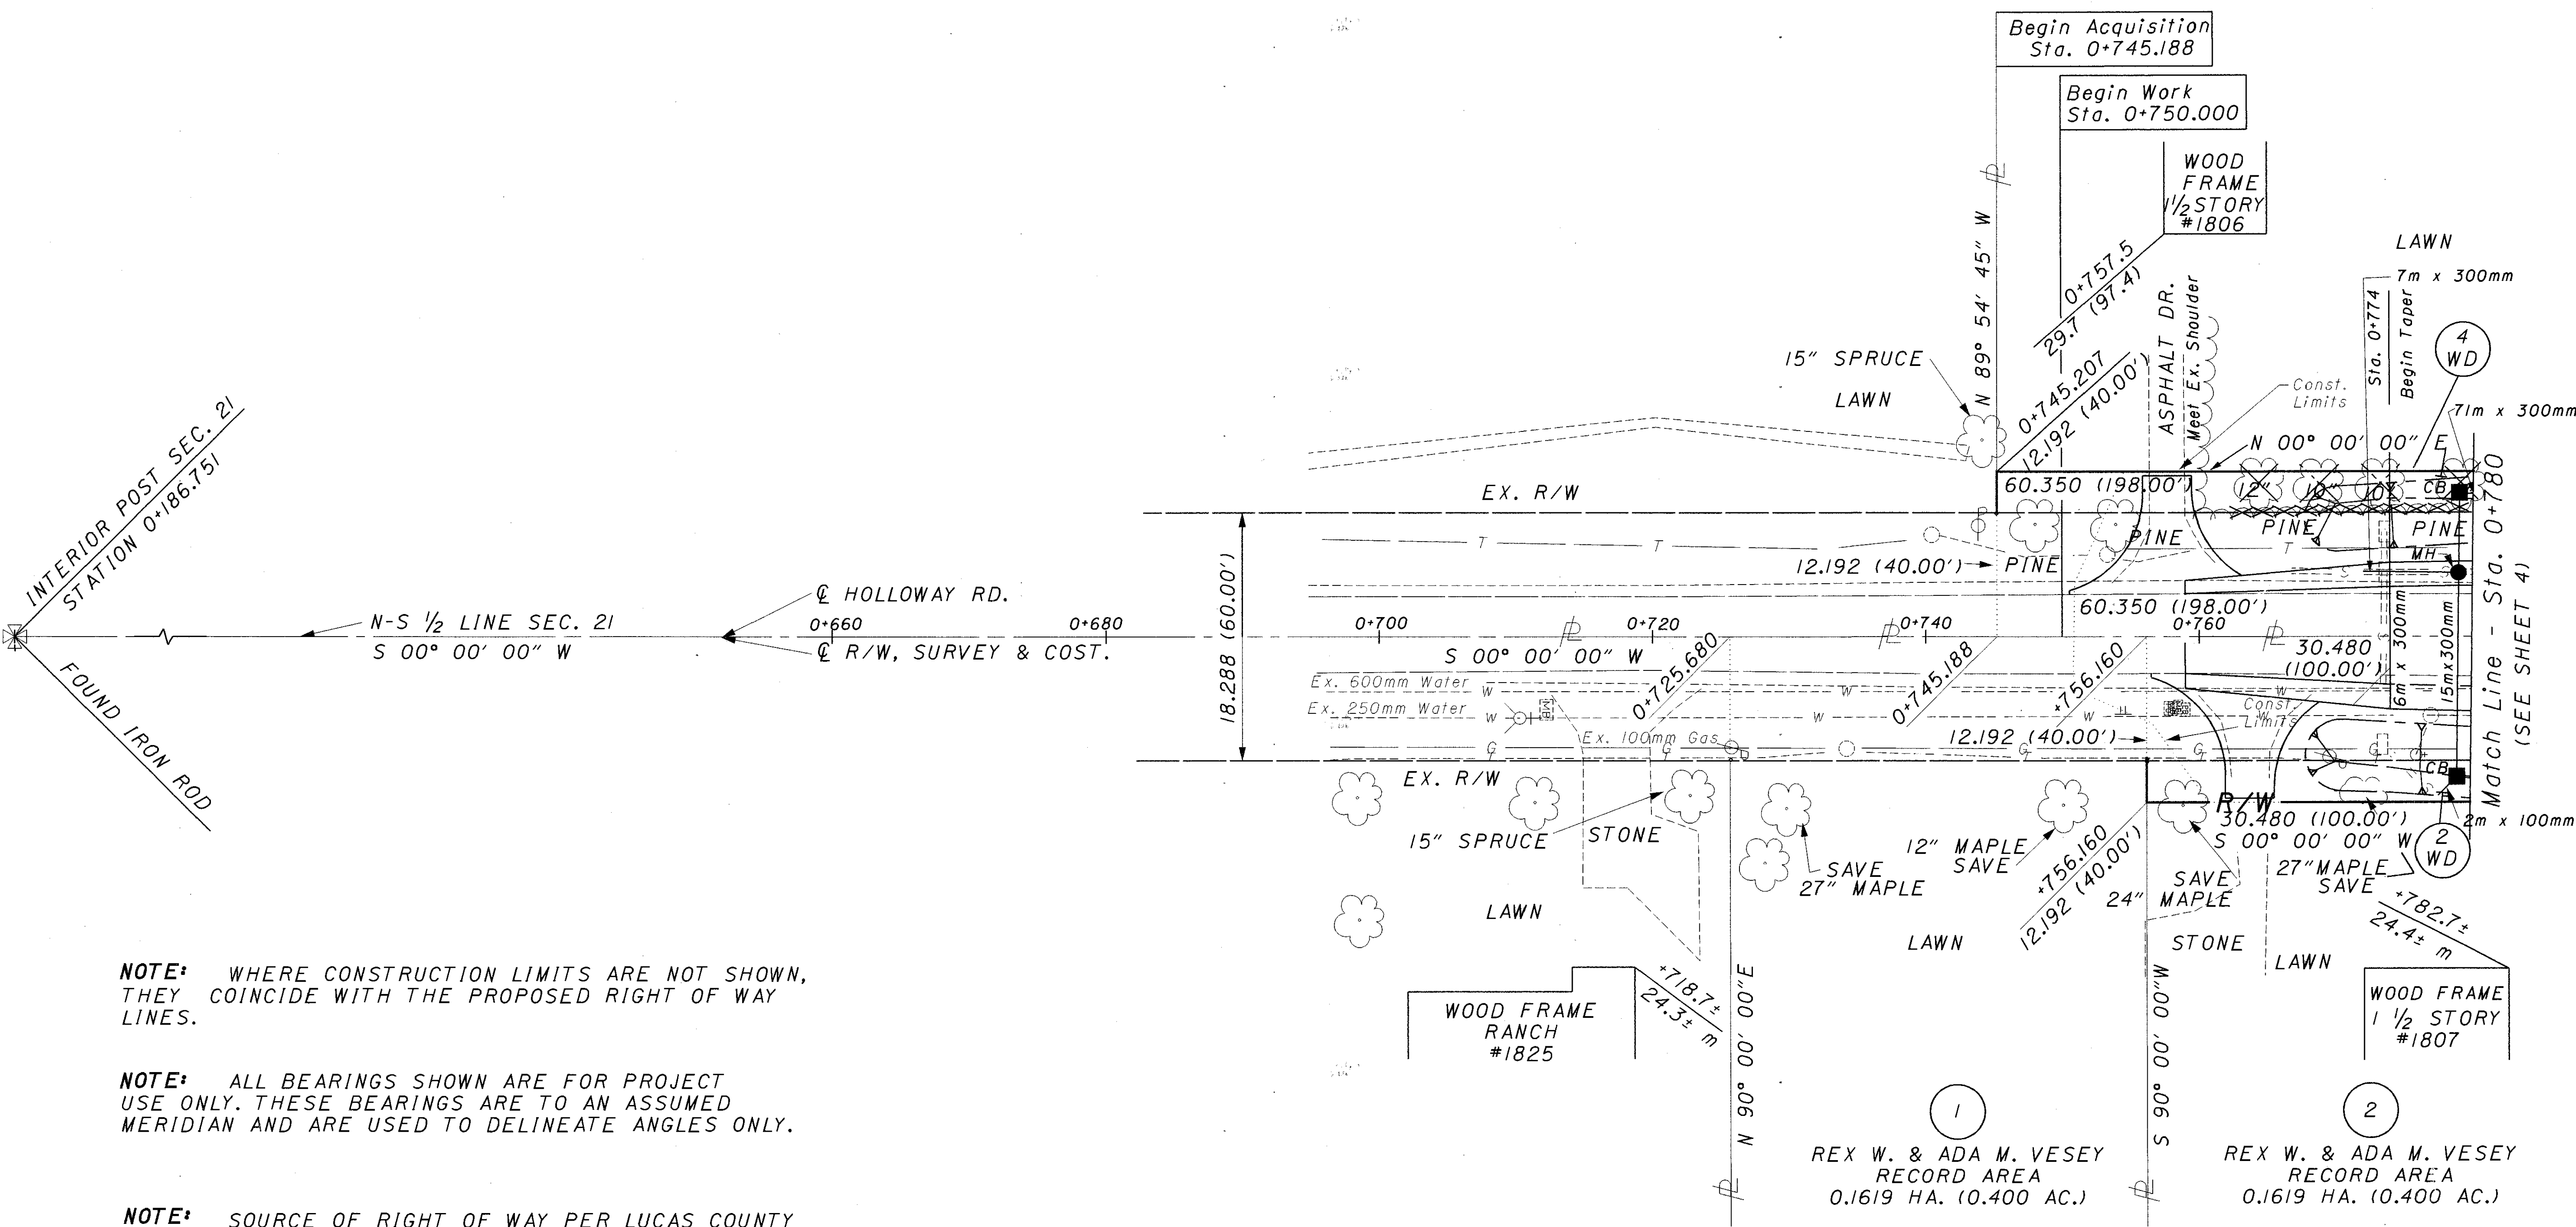 Begin Acquisition
Sta. 0+745.188
Begin Work
Sta. 0+750.000
WOOD
FRAME
1 1/2 STORY
#1806
LAWN
7m x 300mm
N 89° 54' 45" W
0+757.5
29.7 (97.4)
ASPHALT DR.
Meet Ex. Shoulder
Sta. 0+774
Begin Taper
4
WD
15" SPRUCE
LAWN
0+745.207
12.192 (40.00')
Const.
Limits
71m x 300mm
N 00° 00' 00" E
INTERIOR POST SEC. 21
STATION 0+186.751
EX. R/W
60.350 (198.00')
12"
10"
10"
CB
PINE
PINE
PINE
PINE
T
T
T
MH
12.192 (40.00')
18.288 (60.00')
℄ HOLLOWAY RD.
N-S 1/2 LINE SEC. 21
S 00° 00' 00" W
℄ R/W, SURVEY & COST.
0+660
0+680
0+700
0+720
0+740
0+760
60.350 (198.00')
S 00° 00' 00" W
0+725.680
0+745.188
+756.160
30.480
(100.00')
6m x 300mm
15mx300mm
Match Line - Sta. 0+780
(SEE SHEET 4)
FOUND IRON ROD
Ex. 600mm Water
W
W
W
Ex. 250mm Water
W
MB
W
W
W
Ex. 100mm Gas
G
G
G
G
G
Const.
Limits
12.192 (40.00')
CB
EX. R/W
R/W
30.480 (100.00')
S 00° 00' 00" W
2m x 100mm
2
WD
15" SPRUCE
STONE
SAVE
27" MAPLE
12" MAPLE
SAVE
+756.160
12.192 (40.00')
SAVE
24" MAPLE
27" MAPLE
SAVE
+782.7±
24.4± m
LAWN
LAWN
STONE
LAWN
WOOD FRAME
RANCH
#1825
+718.7±
24.3± m
N 90° 00' 00"E
S 90° 00' 00"W
WOOD FRAME
1 1/2 STORY
#1807
NOTE: WHERE CONSTRUCTION LIMITS ARE NOT SHOWN,
THEY COINCIDE WITH THE PROPOSED RIGHT OF WAY
LINES.
NOTE: ALL BEARINGS SHOWN ARE FOR PROJECT
USE ONLY. THESE BEARINGS ARE TO AN ASSUMED
MERIDIAN AND ARE USED TO DELINEATE ANGLES ONLY.
NOTE: SOURCE OF RIGHT OF WAY PER LUCAS COUNTY
1
REX W. & ADA M. VESEY
RECORD AREA
0.1619 HA. (0.400 AC.)
2
REX W. & ADA M. VESEY
RECORD AREA
0.1619 HA. (0.400 AC.)